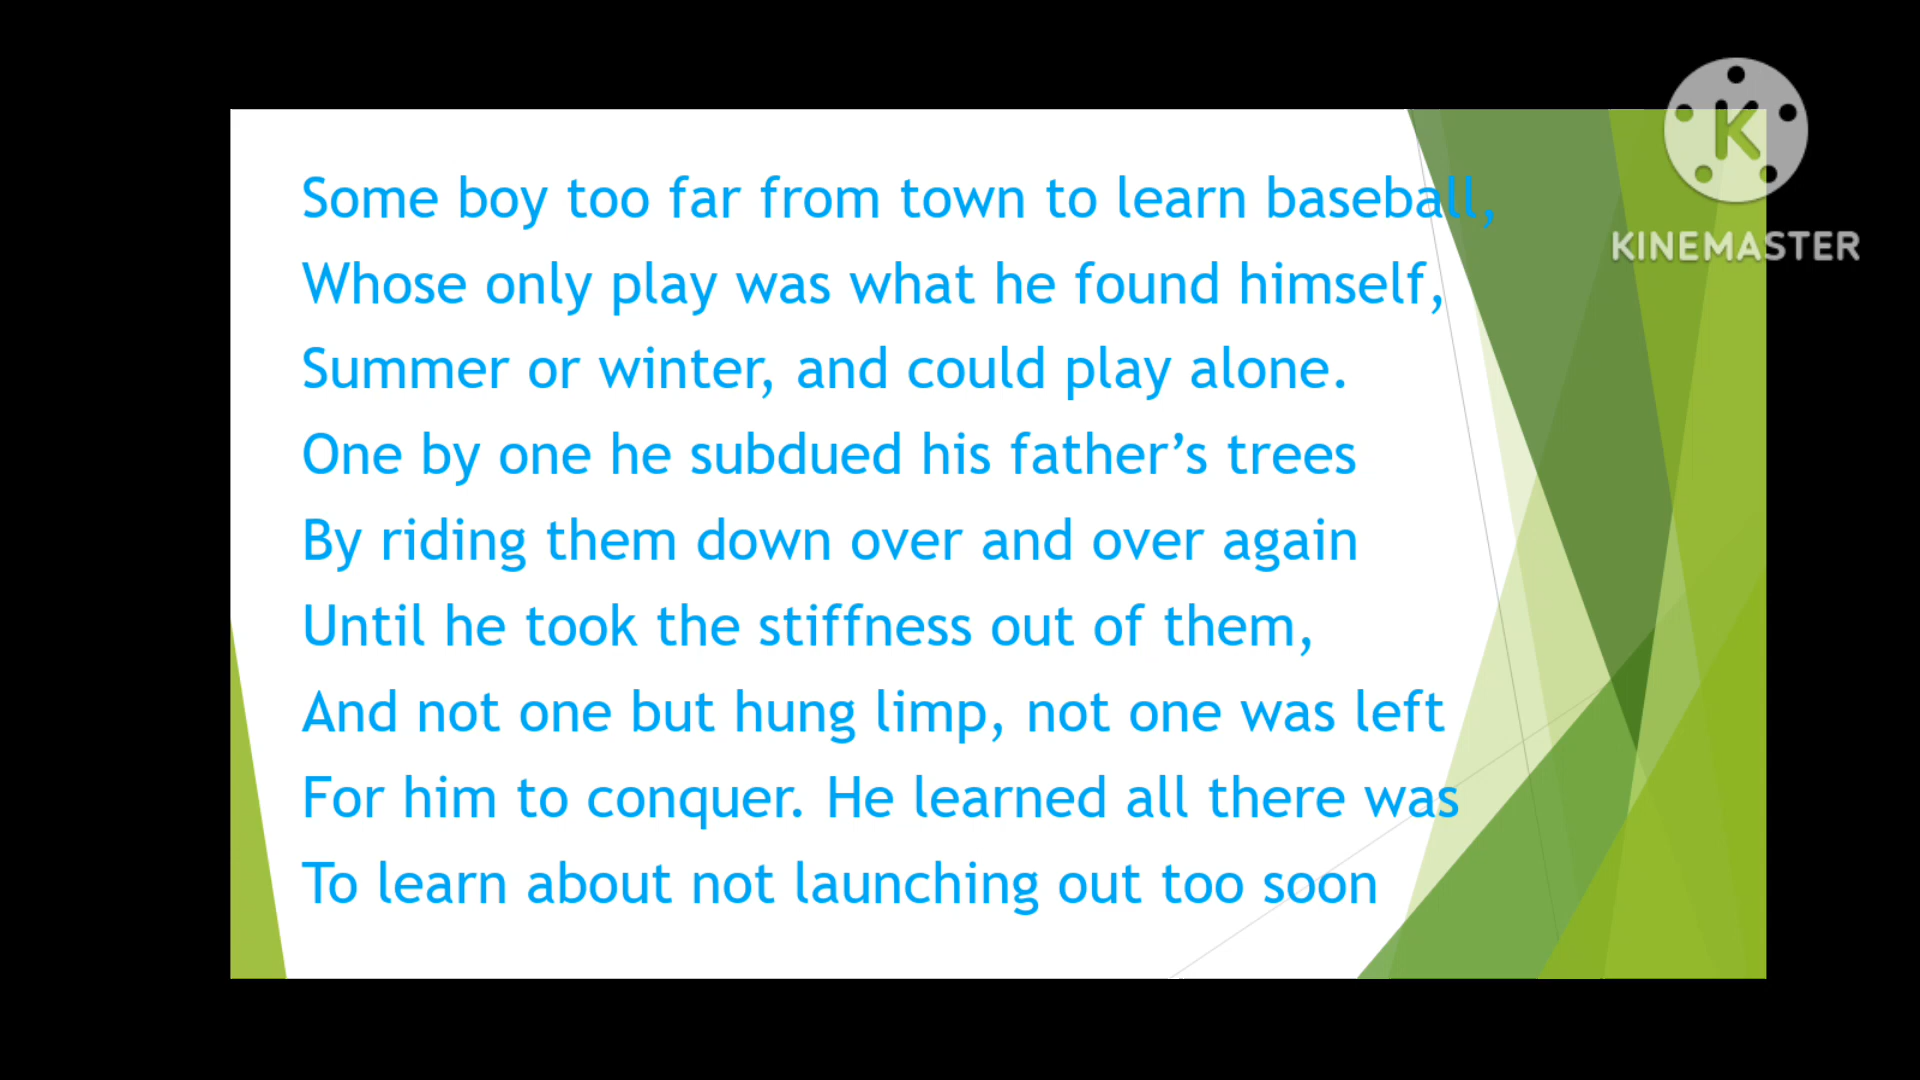 Some boy too far from town to learn baseball,
Whose only play was what he found himself,
Summer or winter, and could play alone.
One by one he subdued his father’s trees
By riding them down over and over again
Until he took the stiffness out of them,
And not one but hung limp, not one was left
For him to conquer. He learned all there was
To learn about not launching out too soon
K
KINEMASTER